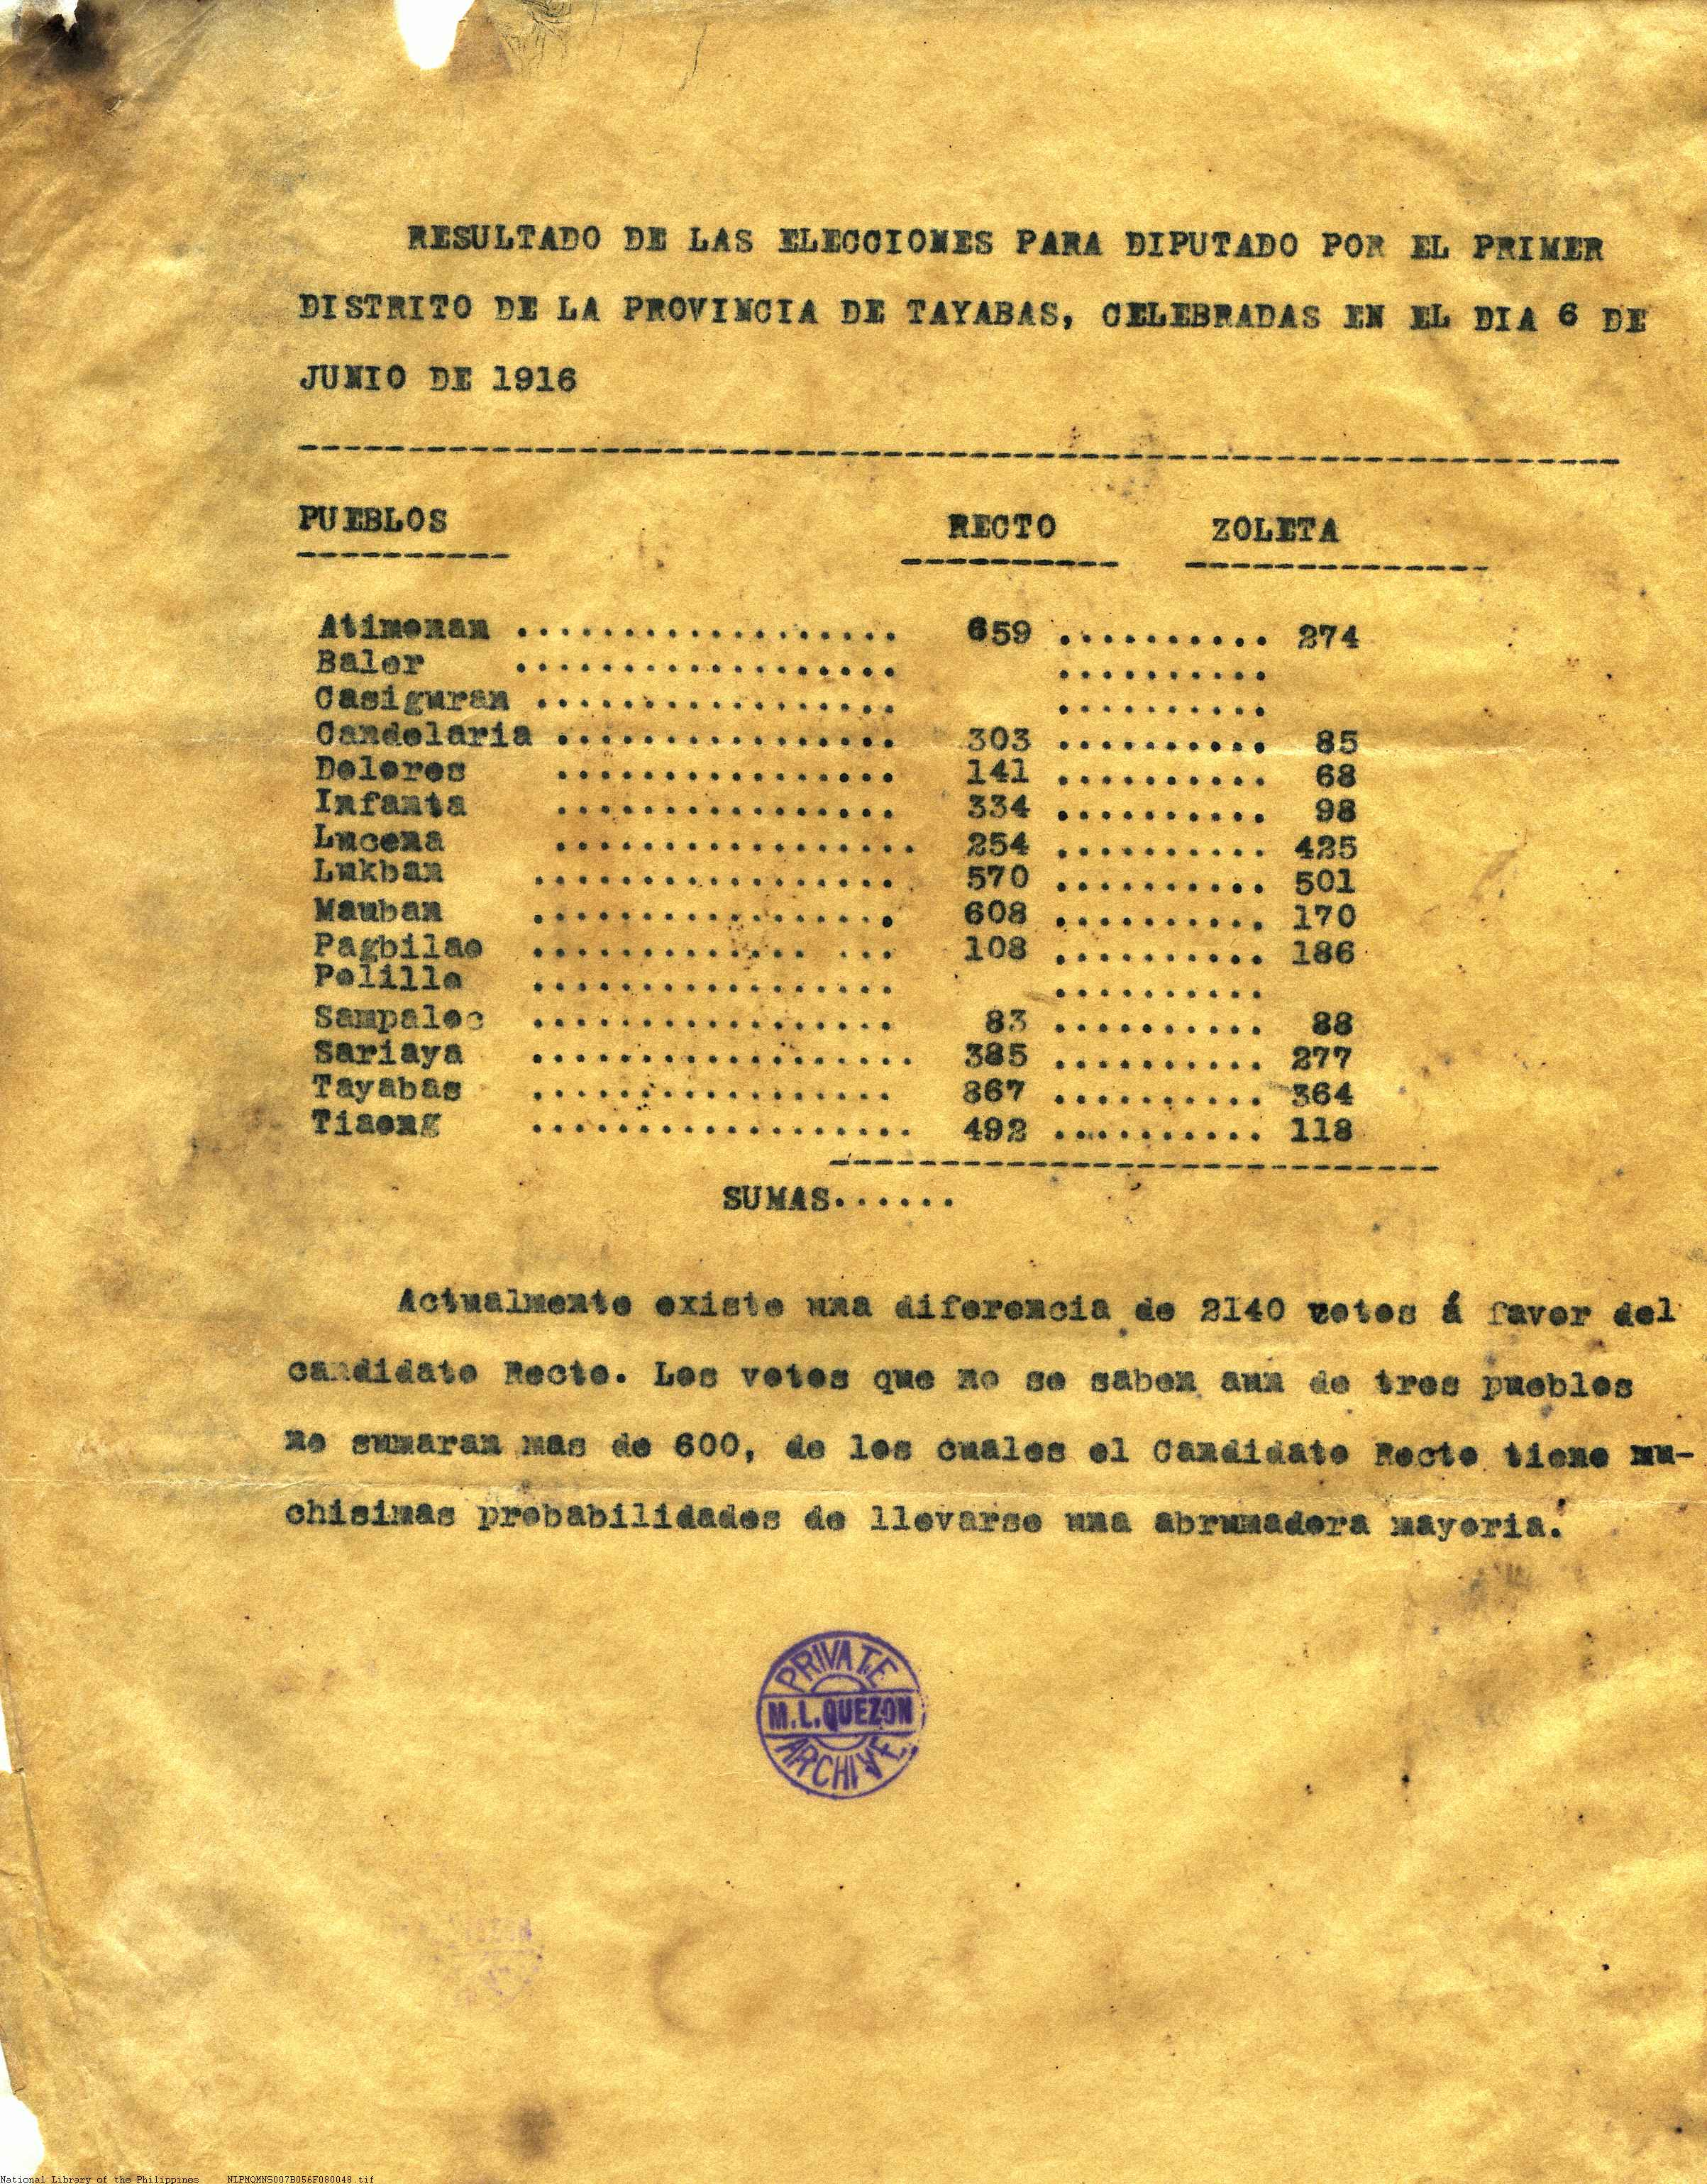 RESULTADO DE LAS ELECCIONES PARA DIPUTADO POR EL PRIMER
DISTRITO DE LA PROVINCIA DE TAYABAS, CELEBRADAS EN EL DIA 6 DE
JUNIO DE 1916
PUEBLOS RECTO ZOLETA
Atimonan .................. 659 .......... 274
Baler .................. ..........
Casiguran ................. ..........
Candelaria ................ 303 .......... 85
Dolores ................ 141 .......... 68
Infanta ................ 334 .......... 98
Lucena ................. 254 .......... 425
Lukban ................. 570 .......... 501
Mauban ................. 608 .......... 170
Pagbilao ............. ... 108 .......... 186
Polillo ................. ..........
Sampaloc ................. 83 .......... 88
Sariaya .................. 385 .......... 277
Tayabas ................. 867 .......... 364
Tiaong .................. 492 .......... 118
SUMAS......
Actualmente existe una diferencia de 2140 votos á favor del
candidato Recto. Los votos que no se saben aun de tres pueblos
no sumaran mas de 600, de los cuales el Candidato Recto tiene mu-
chisimas probabilidades de llevarse una abrumadora mayoria.
PRIVATE
M.L.QUEZON
ARCHIVE
National Library of the Philippines NLPMQMNS007B056F080048.tif